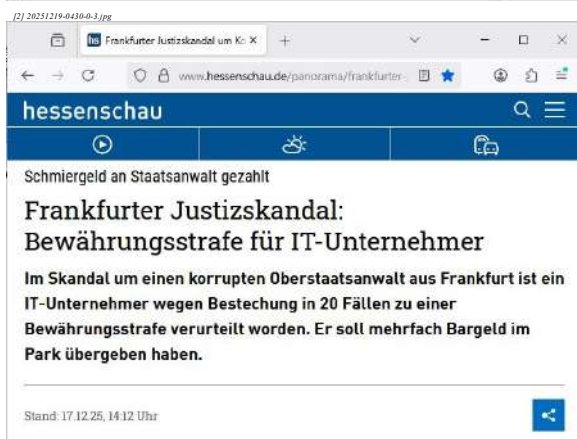 [2] 20251219-0430-0-3.jpg
hs Frankfurter Justizskandal um Ko
www.hessenschau.de/panorama/frankfurter-
hessenschau
Schmiergeld an Staatsanwalt gezahlt
Frankfurter Justizskandal:
Bewährungsstrafe für IT-Unternehmer
Im Skandal um einen korrupten Oberstaatsanwalt aus Frankfurt ist ein
IT-Unternehmer wegen Bestechung in 20 Fällen zu einer
Bewährungsstrafe verurteilt worden. Er soll mehrfach Bargeld im
Park übergeben haben.
Stand: 17.12.25, 14:12 Uhr